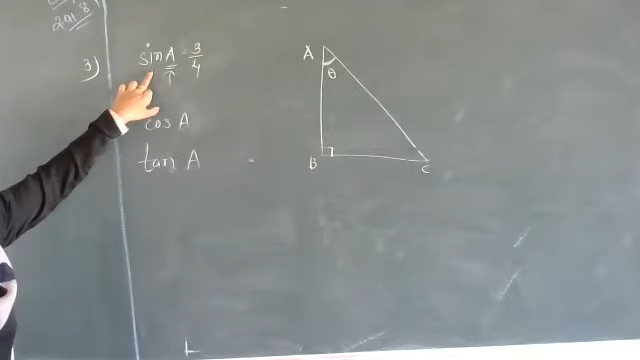 3) sin A = 3/4
cos A
tan A
A
θ
B
C